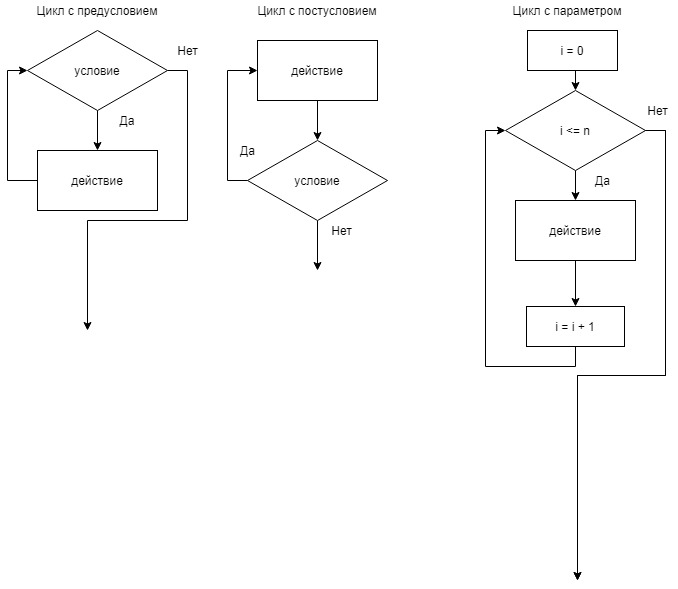 Цикл с предусловием
условие
Нет
Да
действие
Цикл с постусловием
действие
Да
условие
Нет
Цикл с параметром
i = 0
i <= n
Нет
Да
действие
i = i + 1